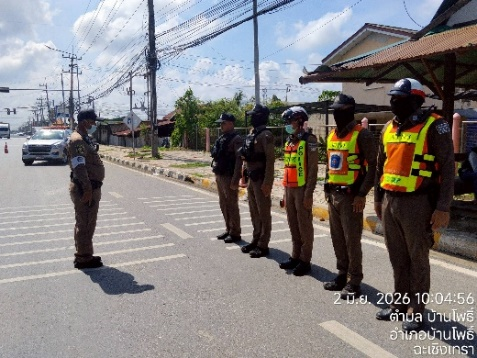 2 มิ.ย. 2026 10:04:56
ตำบล บ้านโพธิ์
อำเภอบ้านโพธิ์
ฉะเชิงเทรา